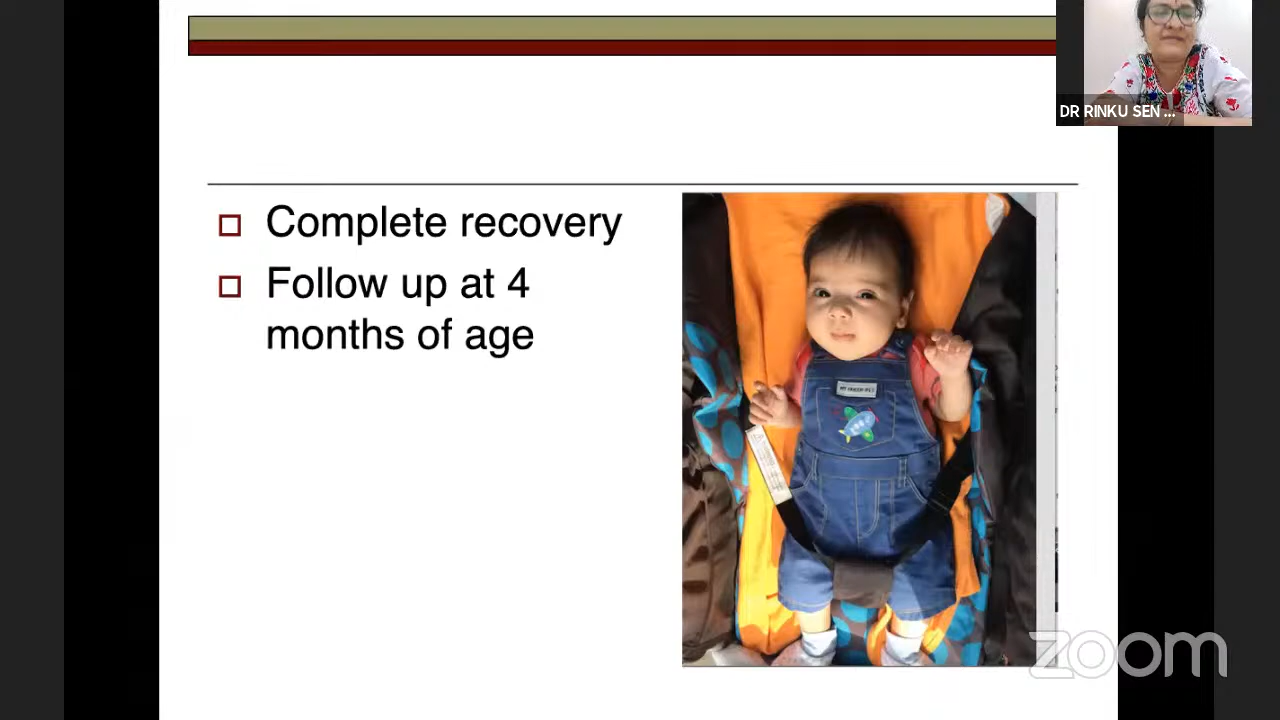 DR RINKU SEN ...
Complete recovery
Follow up at 4
months of age
zoom